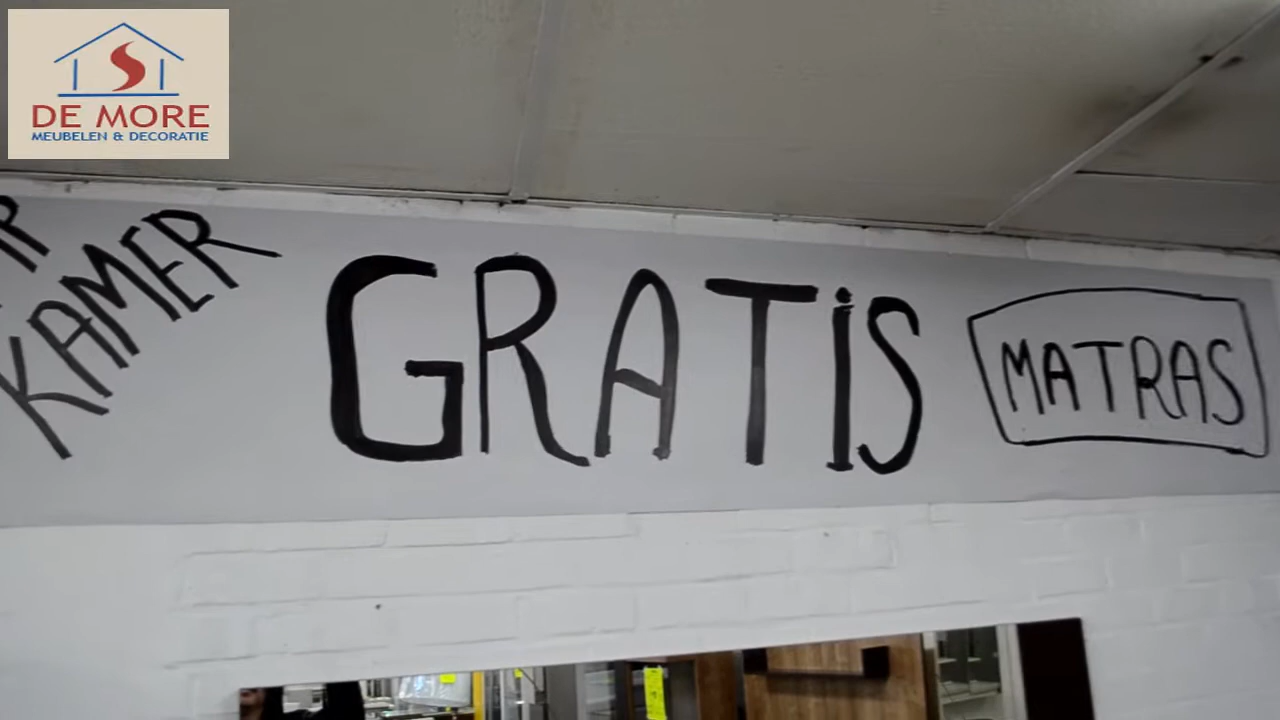 DE MORE
MEUBELEN & DECORATIE
KAMER
GRATiS
MATRAS